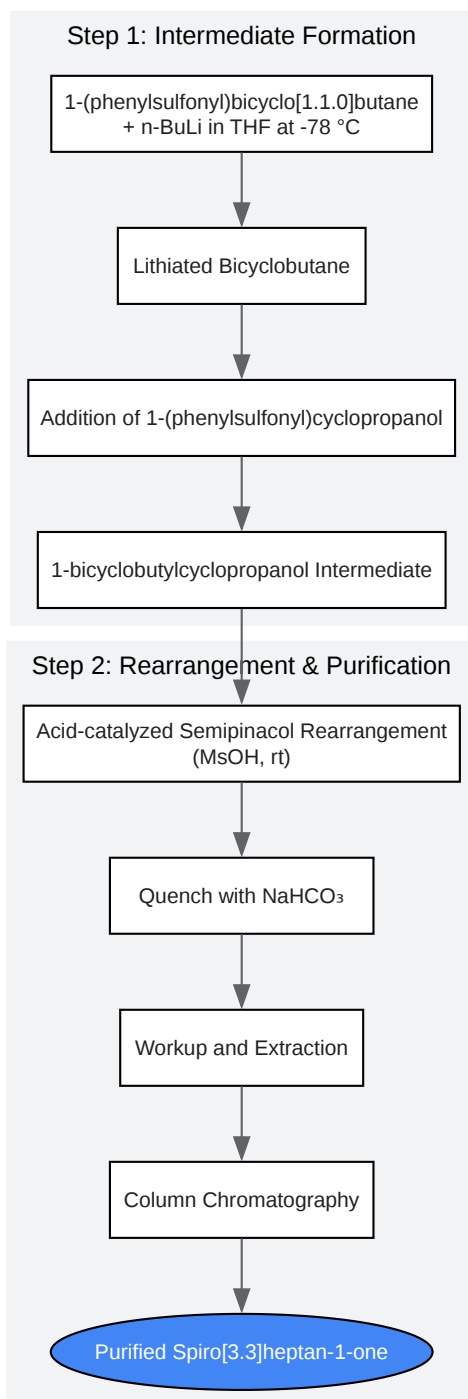 Step 1: Intermediate Formation
1-(phenylsulfonyl)bicyclo[1.1.0]butane
+ n-BuLi in THF at -78 °C
Lithiated Bicyclobutane
Addition of 1-(phenylsulfonyl)cyclopropanol
1-bicyclobutylcyclopropanol Intermediate
Step 2: Rearrangement & Purification
Acid-catalyzed Semipinacol Rearrangement
(MsOH, rt)
Quench with NaHCO₃
Workup and Extraction
Column Chromatography
Purified Spiro[3.3]heptan-1-one